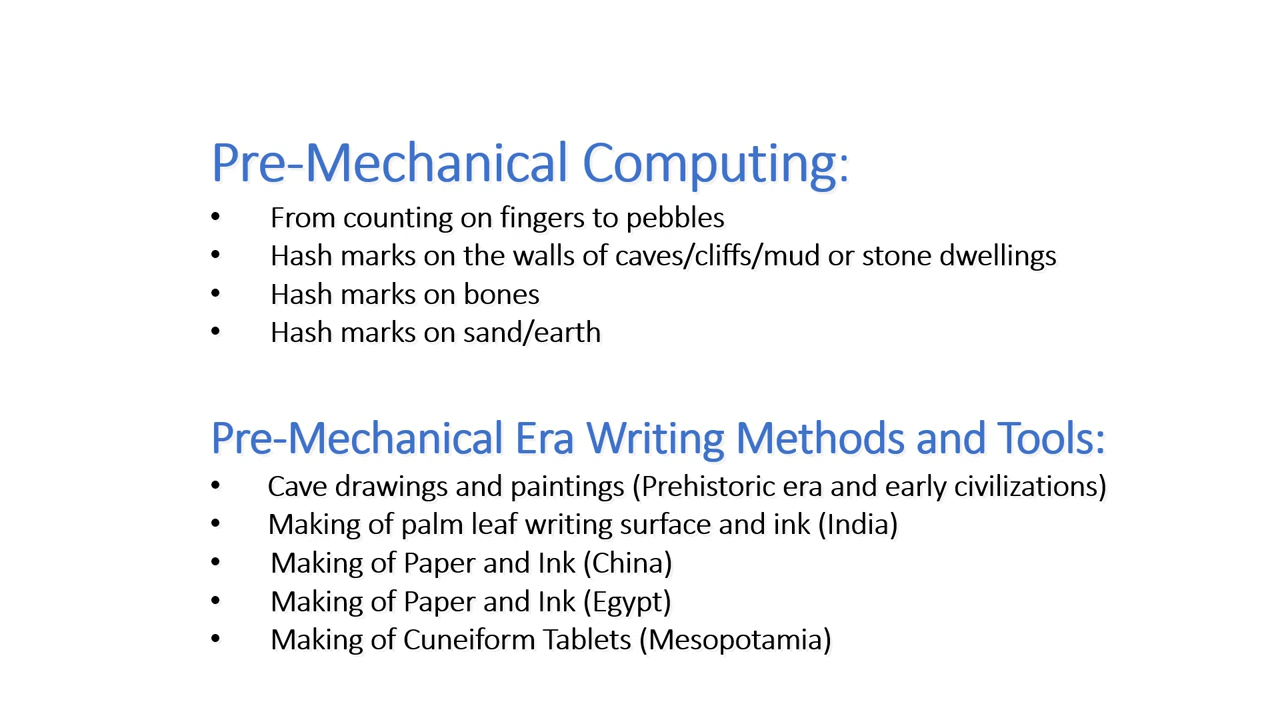 Pre-Mechanical Computing:
• From counting on fingers to pebbles
• Hash marks on the walls of caves/cliffs/mud or stone dwellings
• Hash marks on bones
• Hash marks on sand/earth
Pre-Mechanical Era Writing Methods and Tools:
• Cave drawings and paintings (Prehistoric era and early civilizations)
• Making of palm leaf writing surface and ink (India)
• Making of Paper and Ink (China)
• Making of Paper and Ink (Egypt)
• Making of Cuneiform Tablets (Mesopotamia)